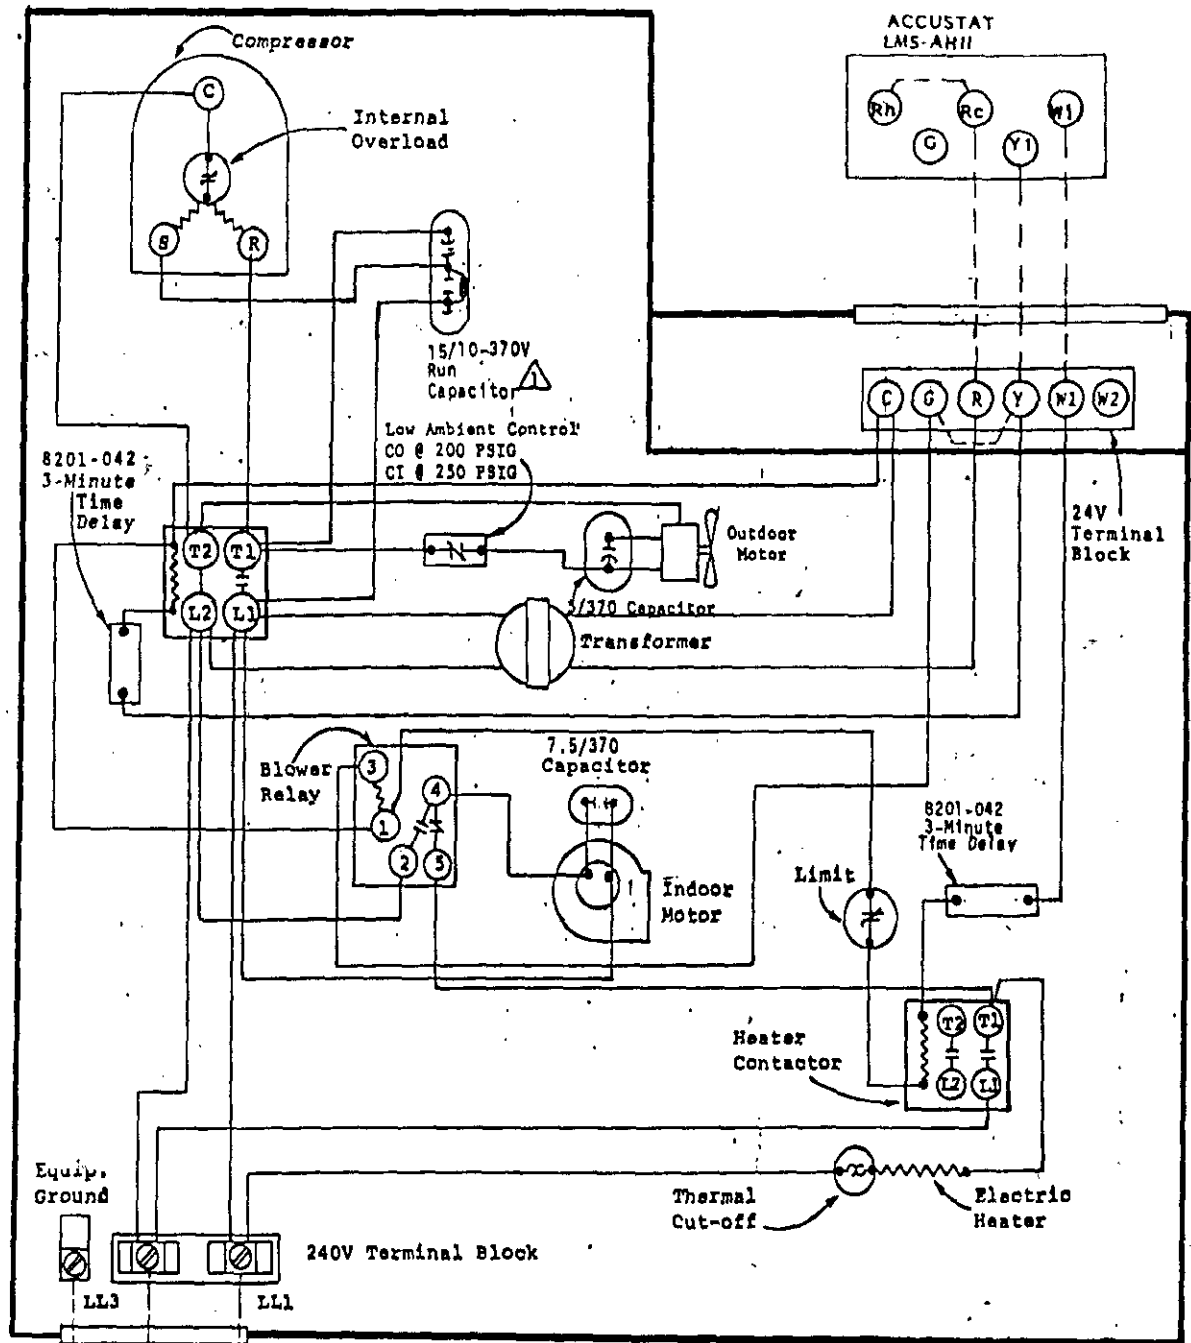 ACCUSTAT
LMS-AH11
Compressor
C
Internal
Overload
S
R
Rh
Rc
W1
G
Y1
15/10-370V
Run
Capacitor
1
C
G
R
Y
W1
W2
Low Ambient Control
CO @ 200 PSIG
CI @ 250 PSIG
8201-042
3-Minute
Time
Delay
24V
Terminal
Block
T2
T1
L2
L1
Outdoor
Motor
5/370 Capacitor
Transformer
Blower
Relay
3
4
1
2
5
7.5/370
Capacitor
Indoor
Motor
8201-042
3-Minute
Time Delay
Limit
Heater
Contactor
T2
T1
L2
L1
Equip.
Ground
Thermal
Cut-off
Electric
Heater
240V Terminal Block
LL3
LL1